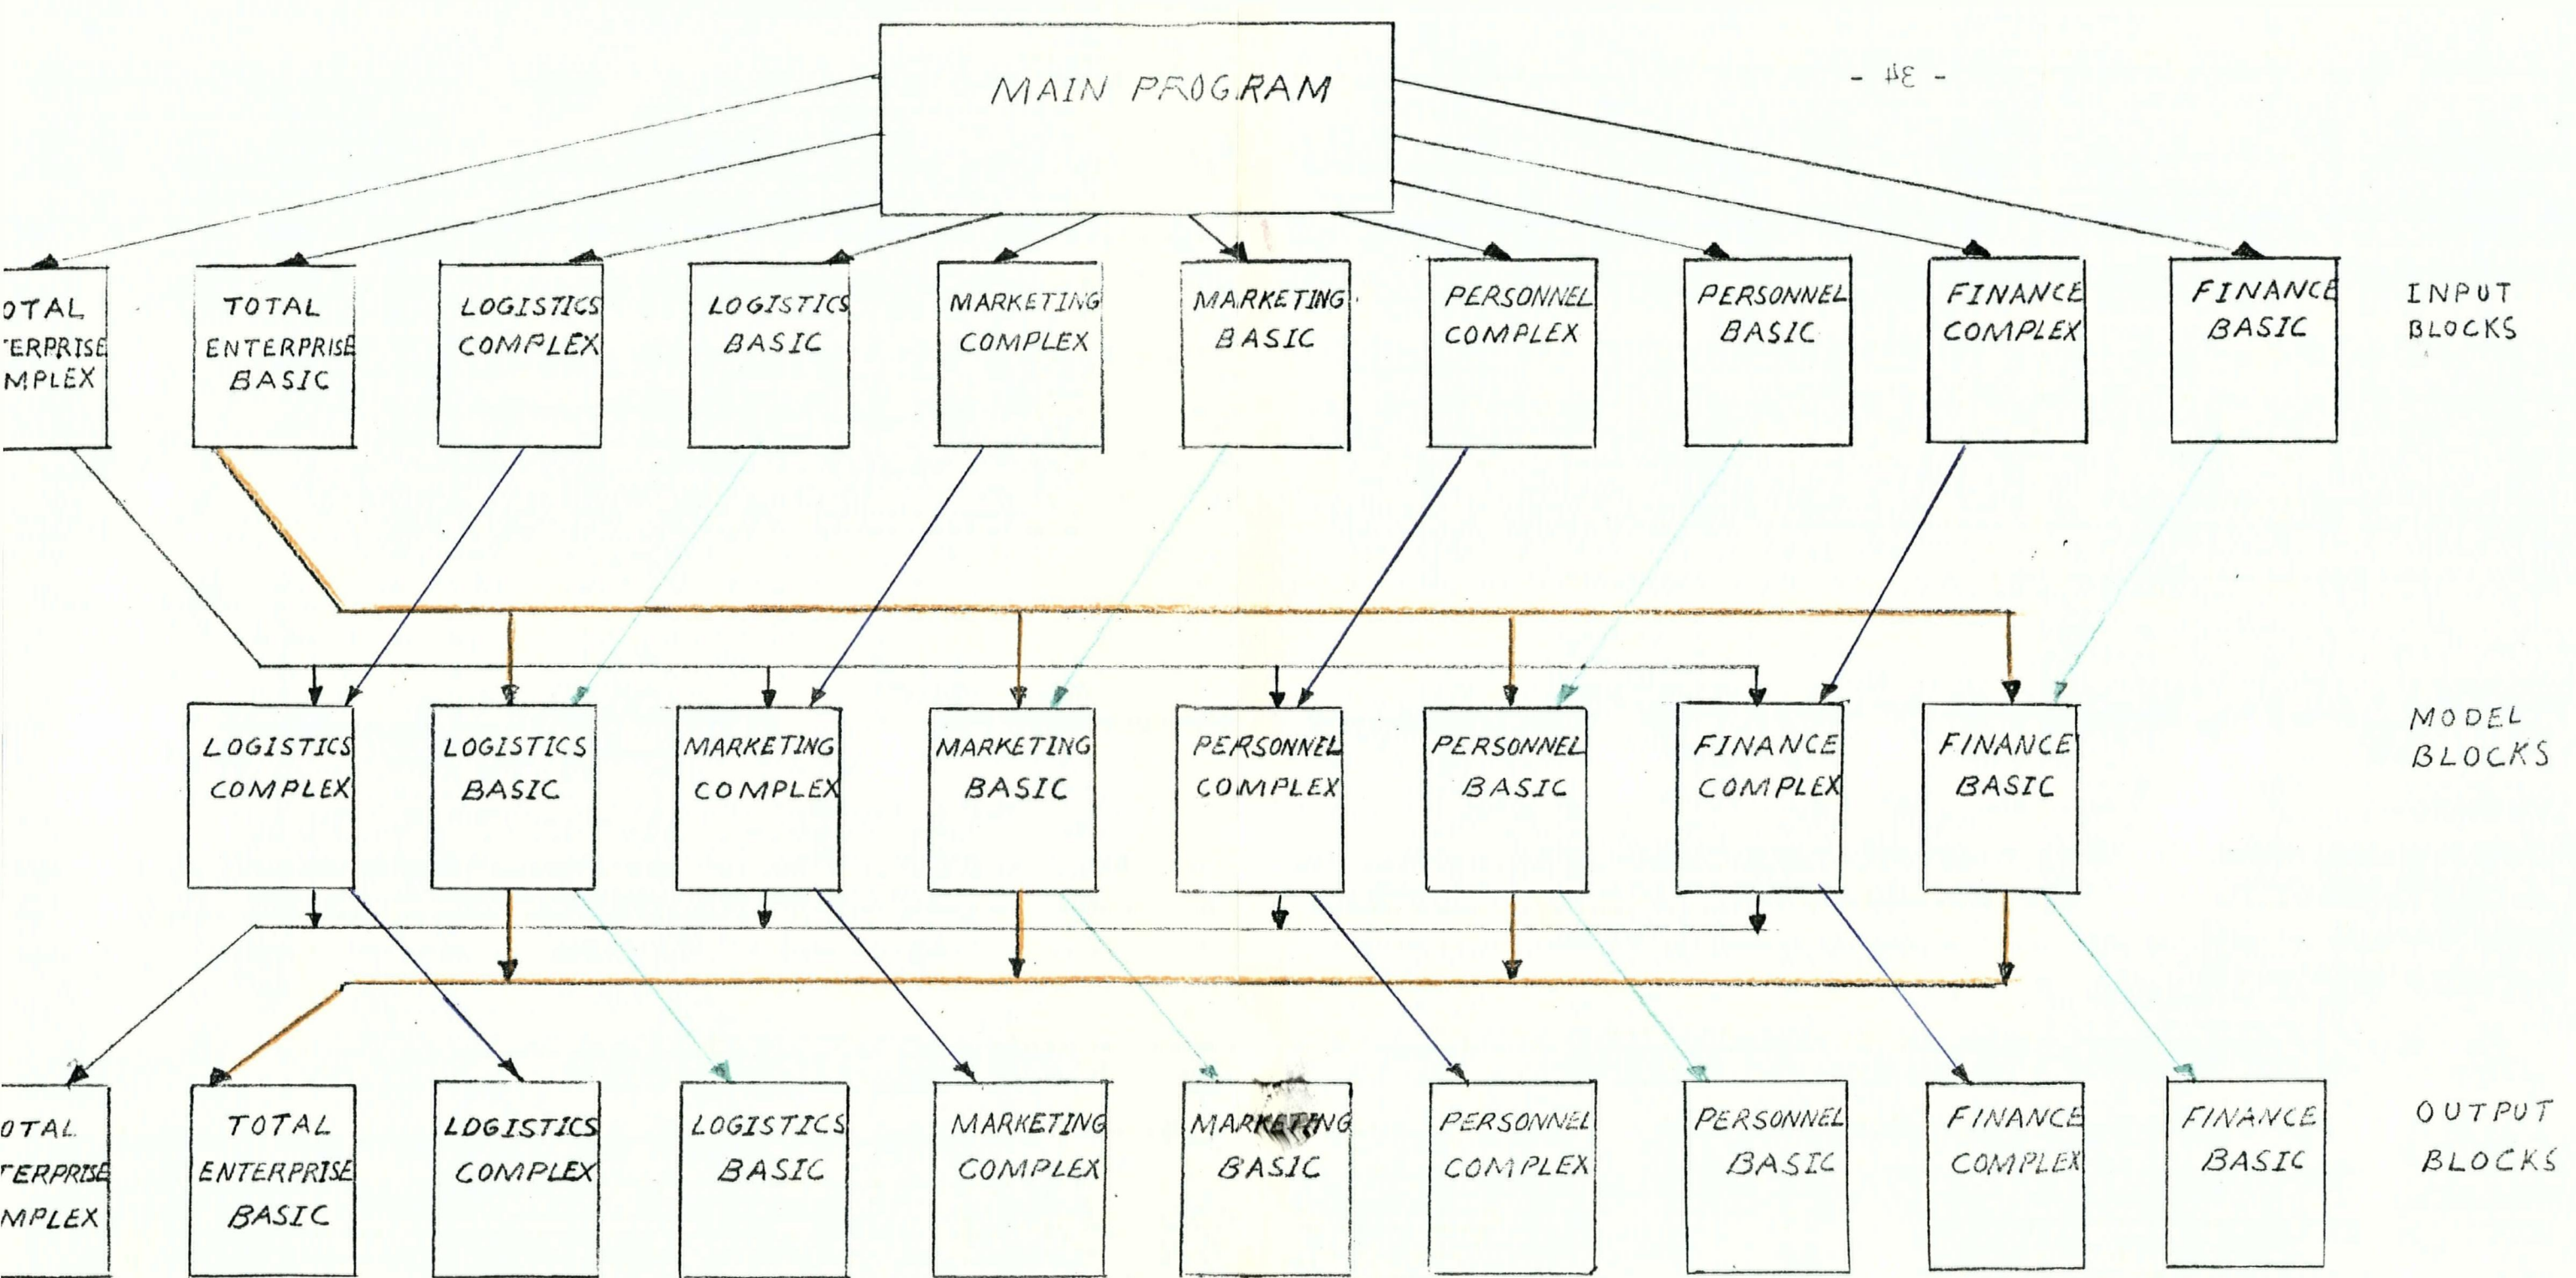 MAIN PROGRAM
- 34 -
OTAL
TERPRISE
MPLEX
TOTAL
ENTERPRISE
BASIC
LOGISTICS
COMPLEX
LOGISTICS
BASIC
MARKETING
COMPLEX
MARKETING
BASIC
PERSONNEL
COMPLEX
PERSONNEL
BASIC
FINANCE
COMPLEX
FINANCE
BASIC
INPUT
BLOCKS
LOGISTICS
COMPLEX
LOGISTICS
BASIC
MARKETING
COMPLEX
MARKETING
BASIC
PERSONNEL
COMPLEX
PERSONNEL
BASIC
FINANCE
COMPLEX
FINANCE
BASIC
MODEL
BLOCKS
OTAL
TERPRISE
MPLEX
TOTAL
ENTERPRISE
BASIC
LOGISTICS
COMPLEX
LOGISTICS
BASIC
MARKETING
COMPLEX
MARKETING
BASIC
PERSONNEL
COMPLEX
PERSONNEL
BASIC
FINANCE
COMPLEX
FINANCE
BASIC
OUTPUT
BLOCKS